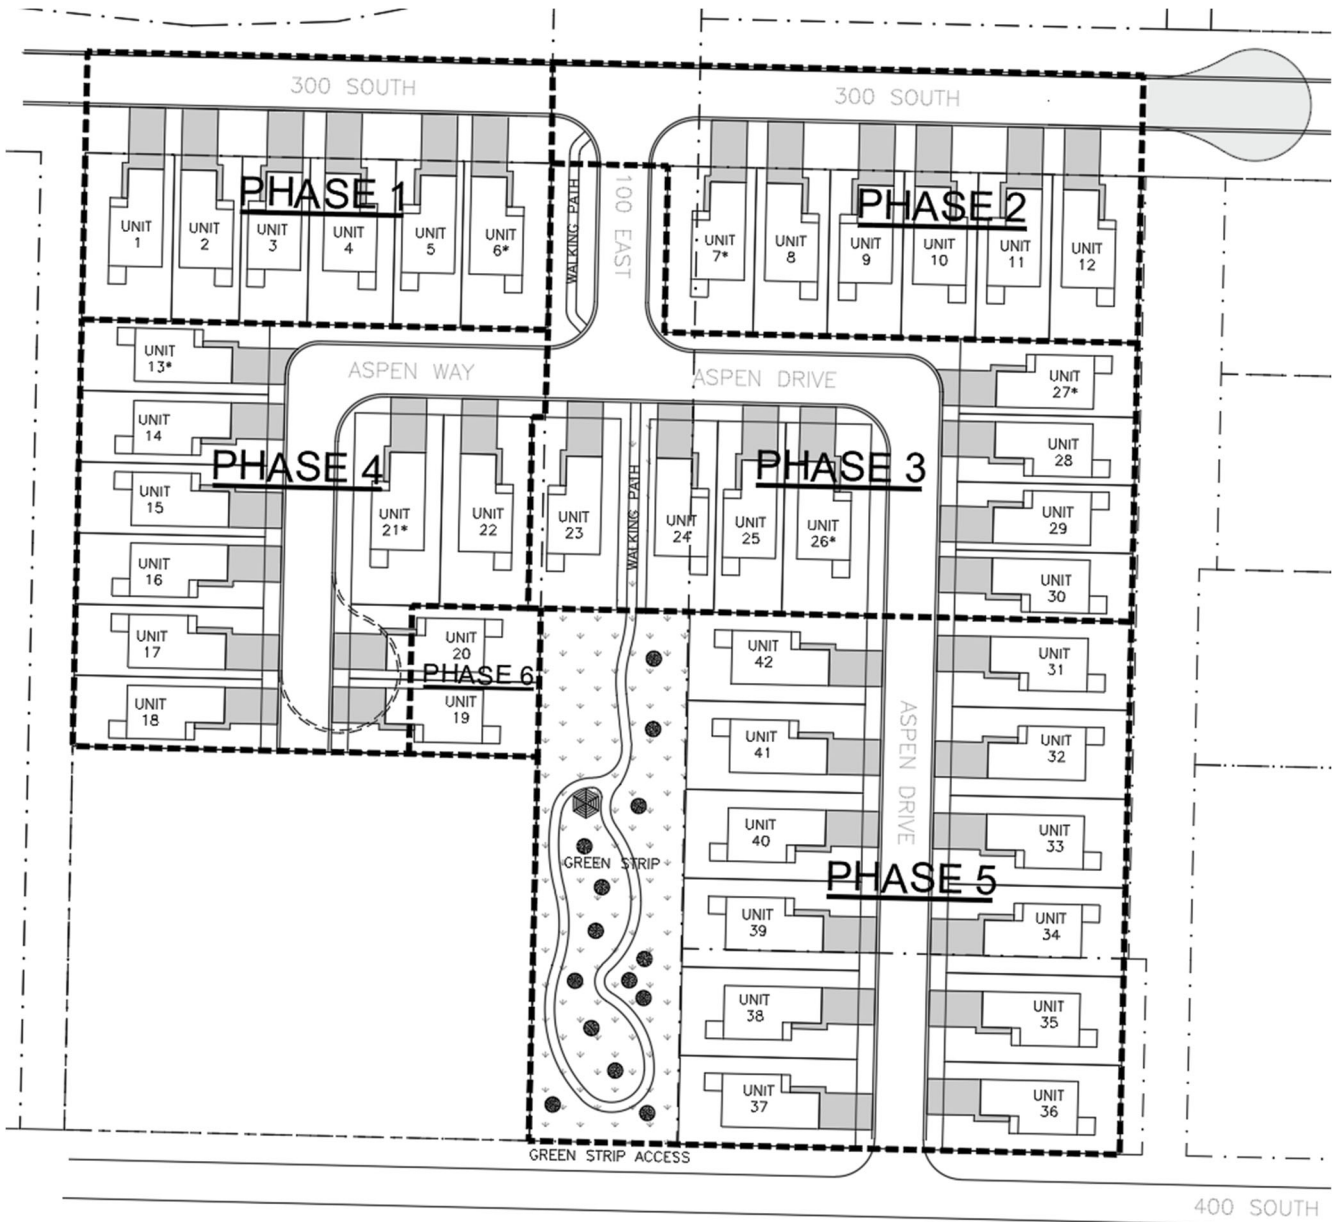 300 SOUTH
300 SOUTH
PHASE 1
PHASE 2
100 EAST
WALKING PATH
UNIT
1
UNIT
2
UNIT
3
UNIT
4
UNIT
5
UNIT
6*
UNIT
7*
UNIT
8
UNIT
9
UNIT
10
UNIT
11
UNIT
12
UNIT
13*
ASPEN WAY
ASPEN DRIVE
UNIT
27*
UNIT
14
UNIT
28
PHASE 4
PHASE 3
UNIT
15
UNIT
21*
UNIT
22
UNIT
23
WALKING PATH
UNIT
24
UNIT
25
UNIT
26*
UNIT
29
UNIT
16
UNIT
30
UNIT
17
UNIT
20
PHASE 6
UNIT
19
UNIT
18
UNIT
42
UNIT
31
UNIT
41
ASPEN DRIVE
UNIT
32
UNIT
40
UNIT
33
GREEN STRIP
PHASE 5
UNIT
39
UNIT
34
UNIT
38
UNIT
35
UNIT
37
UNIT
36
GREEN STRIP ACCESS
400 SOUTH